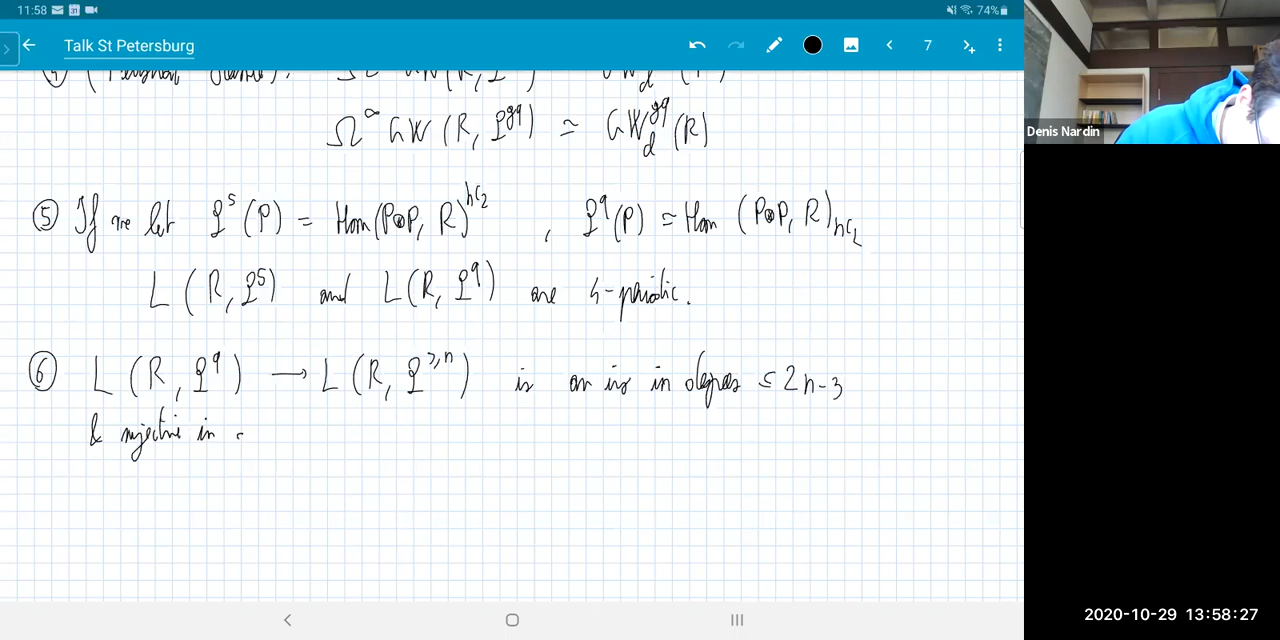 11:58 74%
Talk St Petersburg
7
Denis Nardin
Ω^∞ GW(R, Ϙ^{gq}) ≃ GW_d^{gq}(R)
⑤ If we let Ϙ^s(P) = Hom(P⊗P, R)^{hC_2}, Ϙ^q(P) = Hom(P⊗P, R)_{hC_2}
L(R, Ϙ^s) and L(R, Ϙ^q) are 4-periodic.
⑥ L(R, Ϙ^q) → L(R, Ϙ^{≥n}) is an iso in degrees ≤ 2n-3
& injective in
2020-10-29 13:58:27